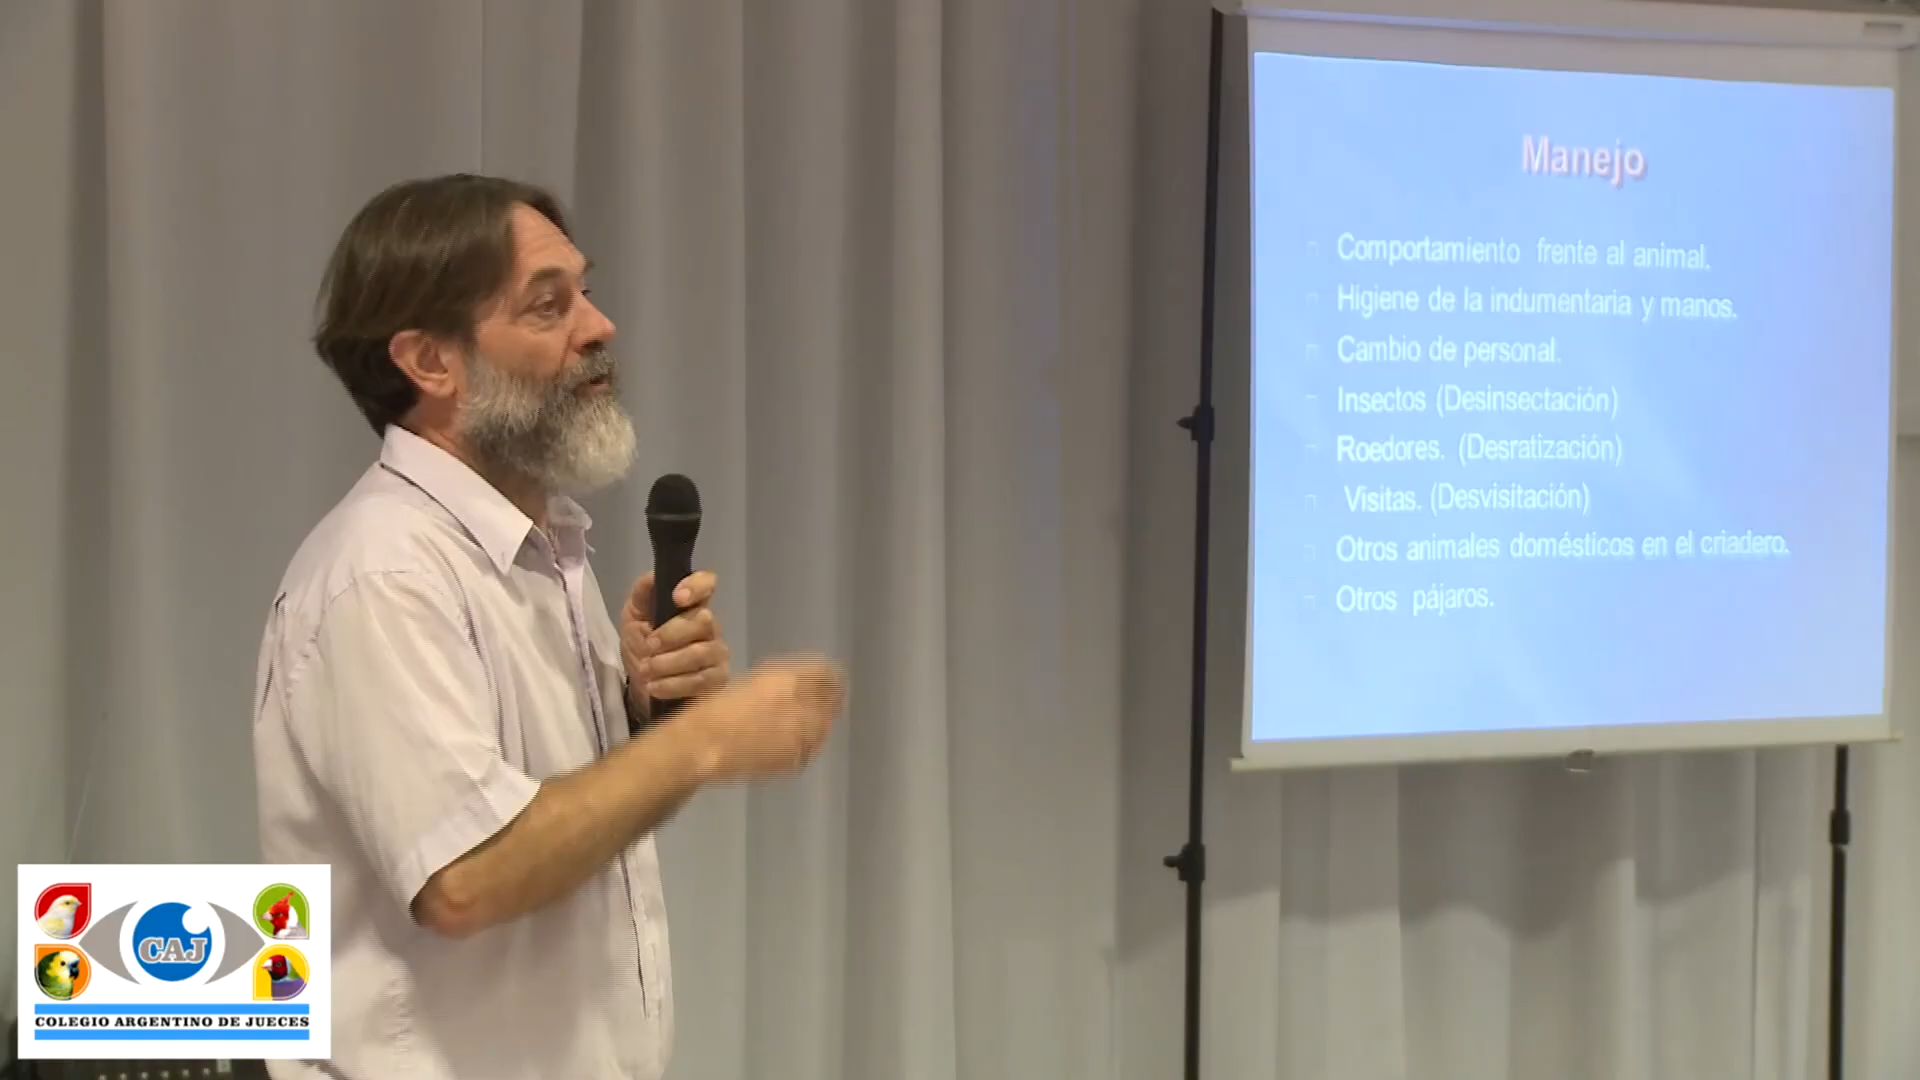 Manejo
Comportamiento frente al animal.
Higiene de la indumentaria y manos.
Cambio de personal.
Insectos (Desinsectación)
Roedores. (Desratización)
Visitas. (Desvisitación)
Otros animales domésticos en el criadero.
Otros pájaros.
CAJ
COLEGIO ARGENTINO DE JUECES